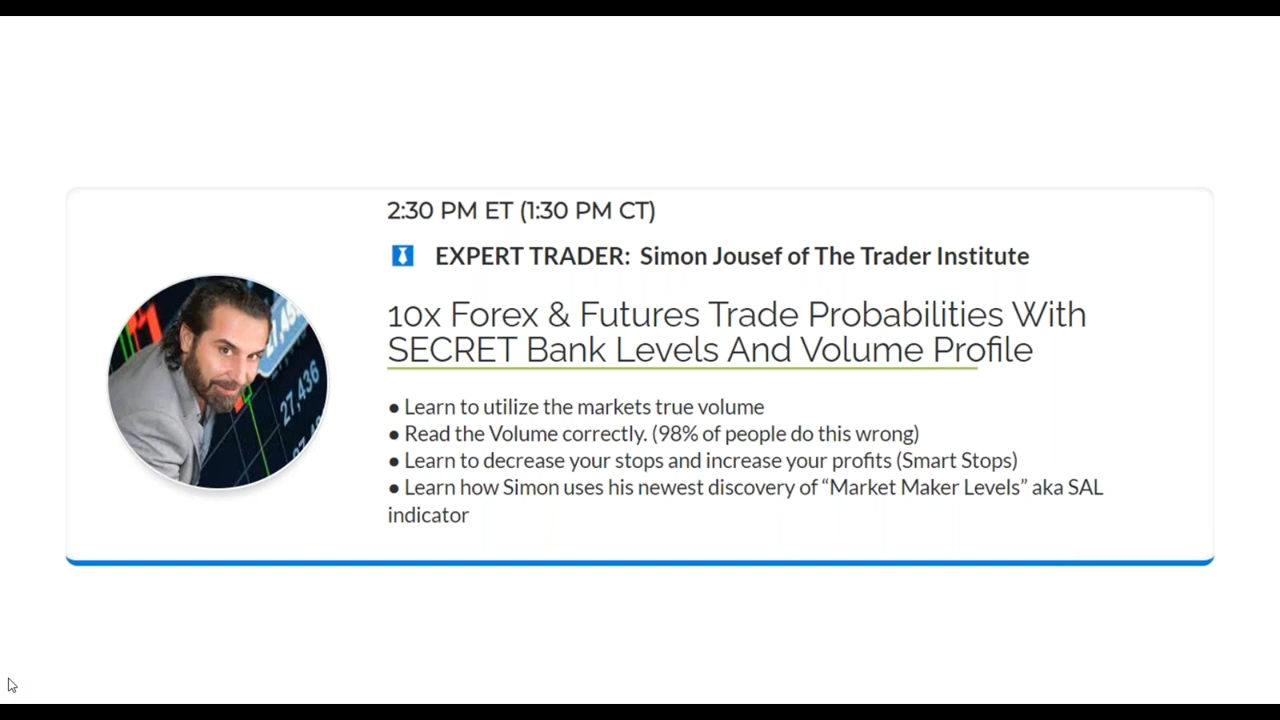 2:30 PM ET (1:30 PM CT)
EXPERT TRADER: Simon Jousef of The Trader Institute
10x Forex & Futures Trade Probabilities With
SECRET Bank Levels And Volume Profile
● Learn to utilize the markets true volume
● Read the Volume correctly. (98% of people do this wrong)
● Learn to decrease your stops and increase your profits (Smart Stops)
● Learn how Simon uses his newest discovery of “Market Maker Levels” aka SAL
indicator
27,436